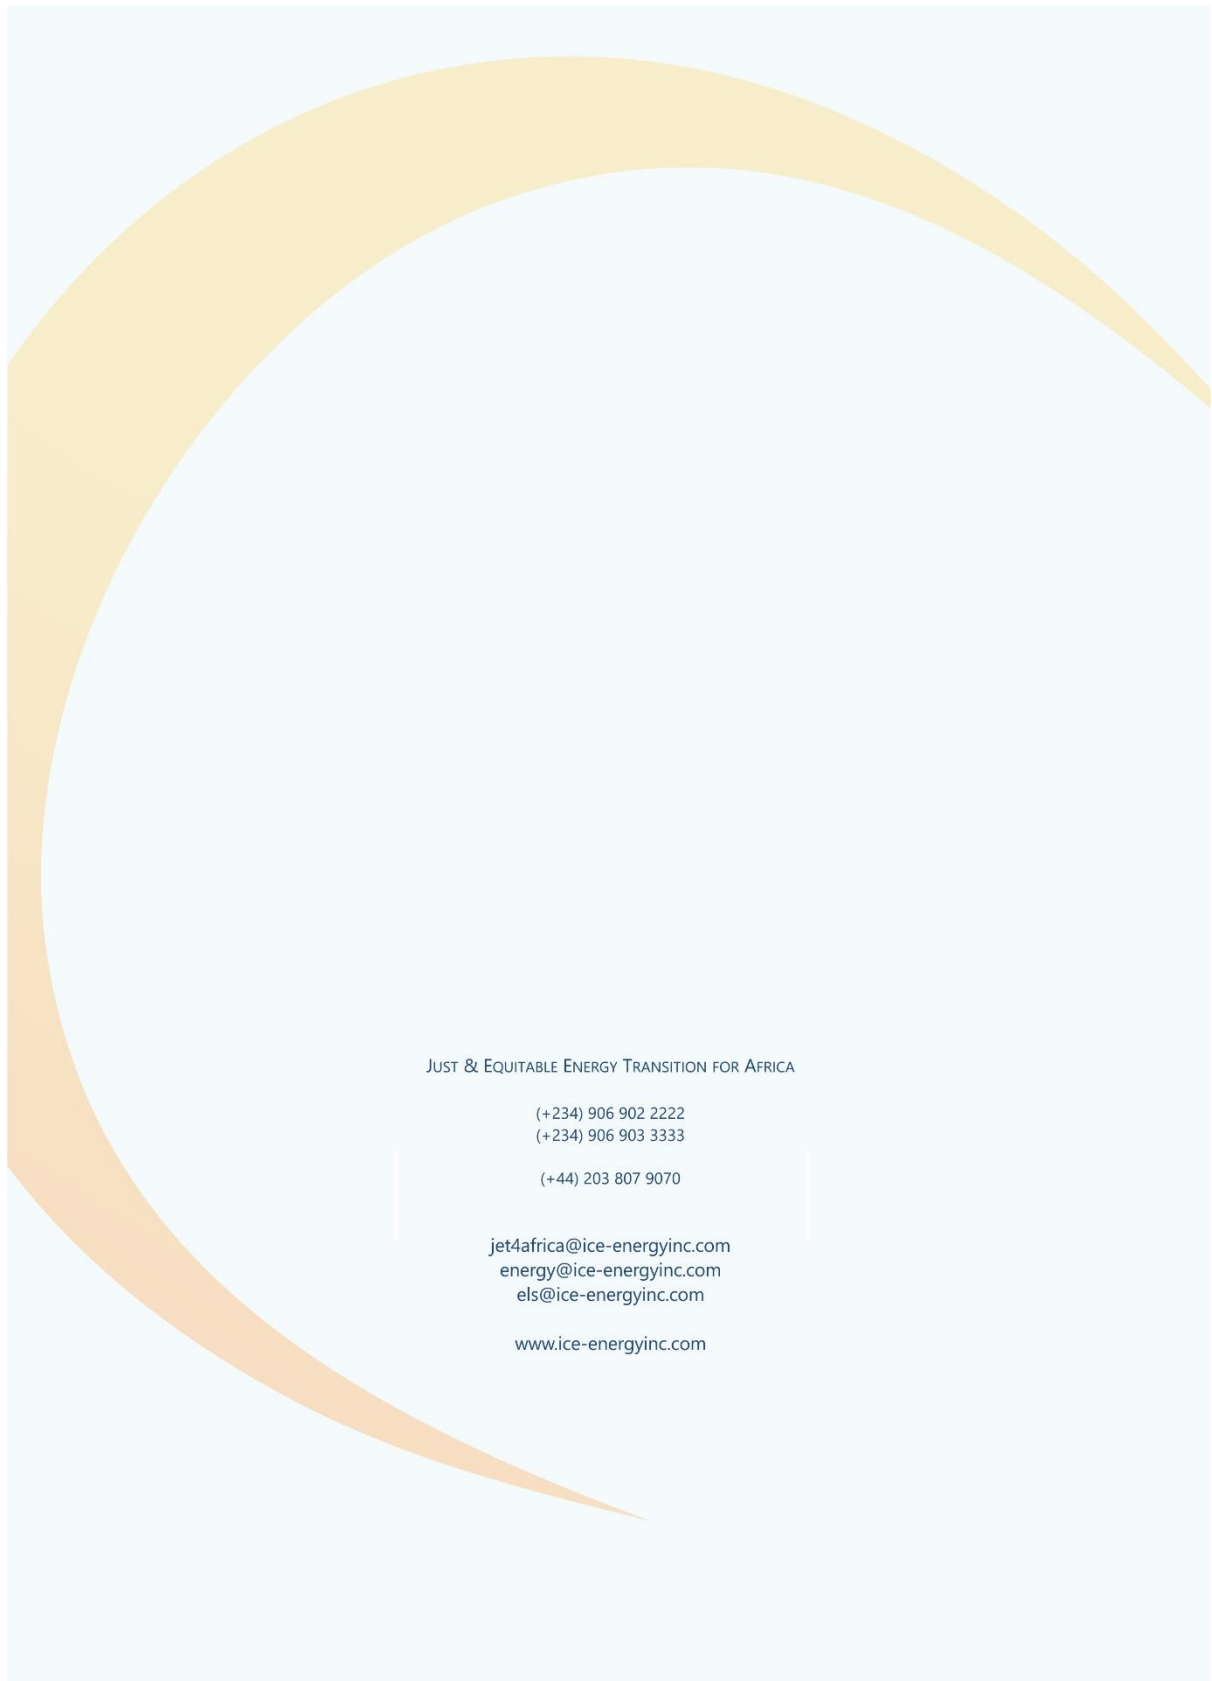 JUST & EQUITABLE ENERGY TRANSITION FOR AFRICA
(+234) 906 902 2222
(+234) 906 903 3333
(+44) 203 807 9070
jet4africa@ice-energyinc.com
energy@ice-energyinc.com
els@ice-energyinc.com
www.ice-energyinc.com